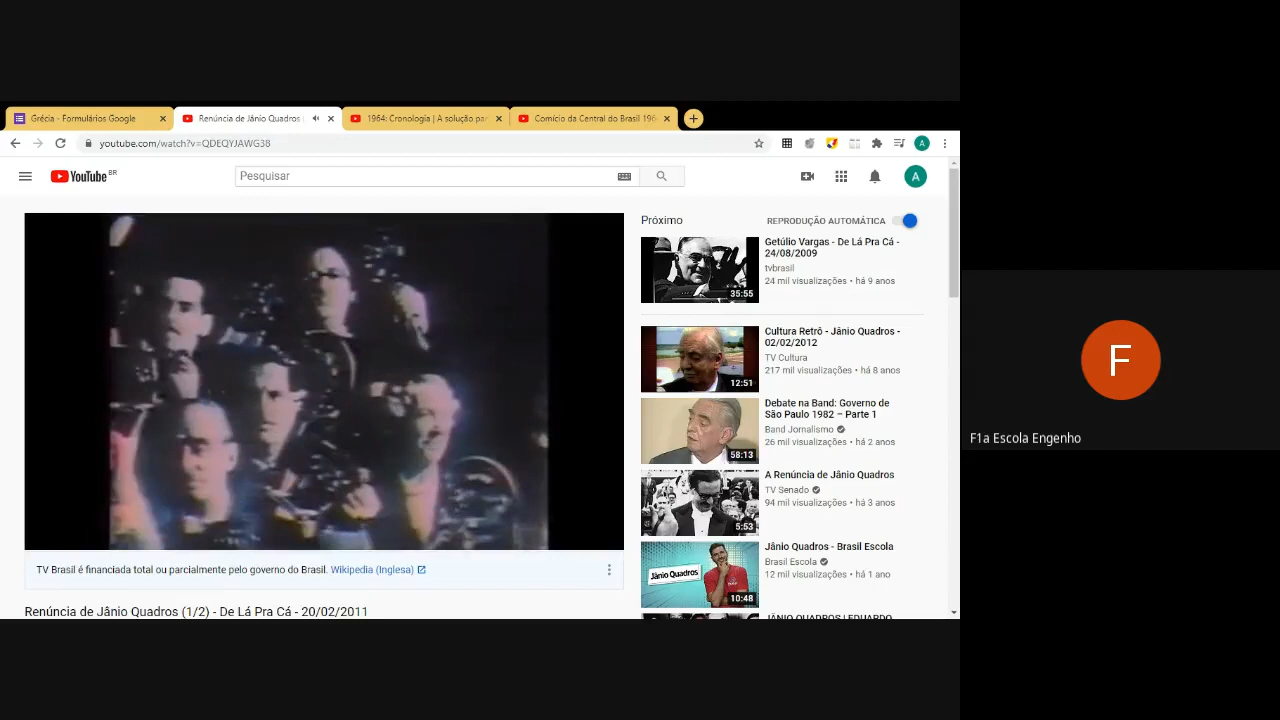 Grécia - Formulários Google
Renúncia de Jânio Quadros
1964: Cronologia | A solução pa
Comício da Central do Brasil 196
youtube.com/watch?v=QDEQYJAWG38
A
YouTube BR
Pesquisar
A
Próximo
REPRODUÇÃO AUTOMÁTICA
Getúlio Vargas - De Lá Pra Cá -
24/08/2009
tvbrasil
24 mil visualizações • há 9 anos
35:55
Cultura Retrô - Jânio Quadros -
02/02/2012
TV Cultura
217 mil visualizações • há 8 anos
12:51
Debate na Band: Governo de
São Paulo 1982 – Parte 1
Band Jornalismo
26 mil visualizações • há 2 anos
58:13
A Renúncia de Jânio Quadros
TV Senado
94 mil visualizações • há 3 anos
5:53
Jânio Quadros - Brasil Escola
Brasil Escola
12 mil visualizações • há 1 ano
Jânio Quadros
10:48
JÂNIO QUADROS | EDUARDO
TV Brasil é financiada total ou parcialmente pelo governo do Brasil. Wikipedia (Inglesa)
Renúncia de Jânio Quadros (1/2) - De Lá Pra Cá - 20/02/2011
F
F1a Escola Engenho